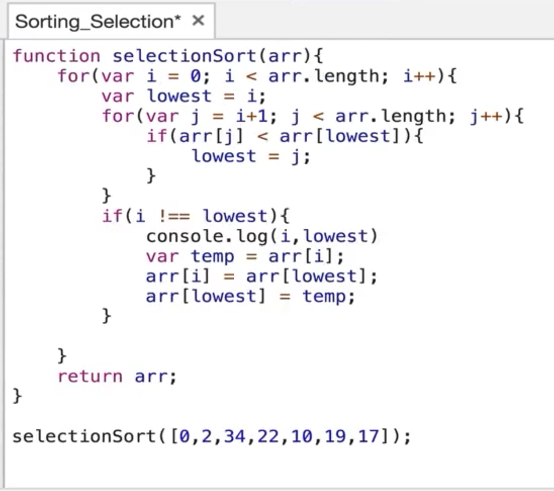 Sorting_Selection* ×
function selectionSort(arr){
    for(var i = 0; i < arr.length; i++){
        var lowest = i;
        for(var j = i+1; j < arr.length; j++){
            if(arr[j] < arr[lowest]){
                lowest = j;
            }
        }
        if(i !== lowest){
            console.log(i,lowest)
            var temp = arr[i];
            arr[i] = arr[lowest];
            arr[lowest] = temp;
        }

    }
    return arr;
}

selectionSort([0,2,34,22,10,19,17]);